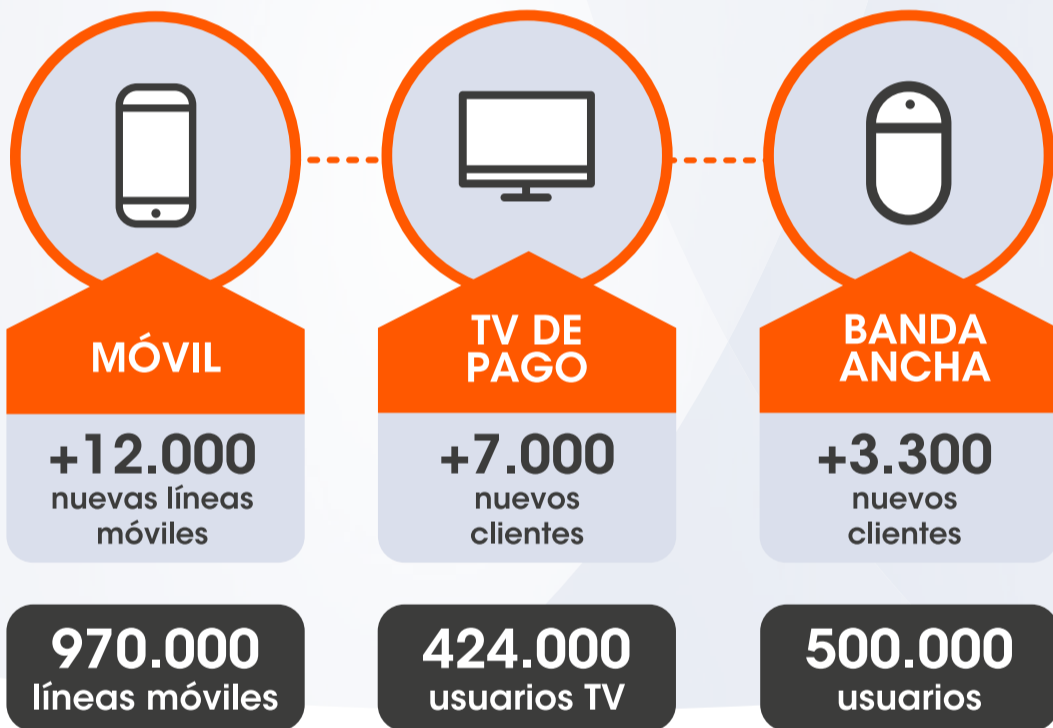 MÓVIL
+12.000
nuevas líneas
móviles
970.000
líneas móviles
TV DE
PAGO
+7.000
nuevos
clientes
424.000
usuarios TV
BANDA
ANCHA
+3.300
nuevos
clientes
500.000
usuarios